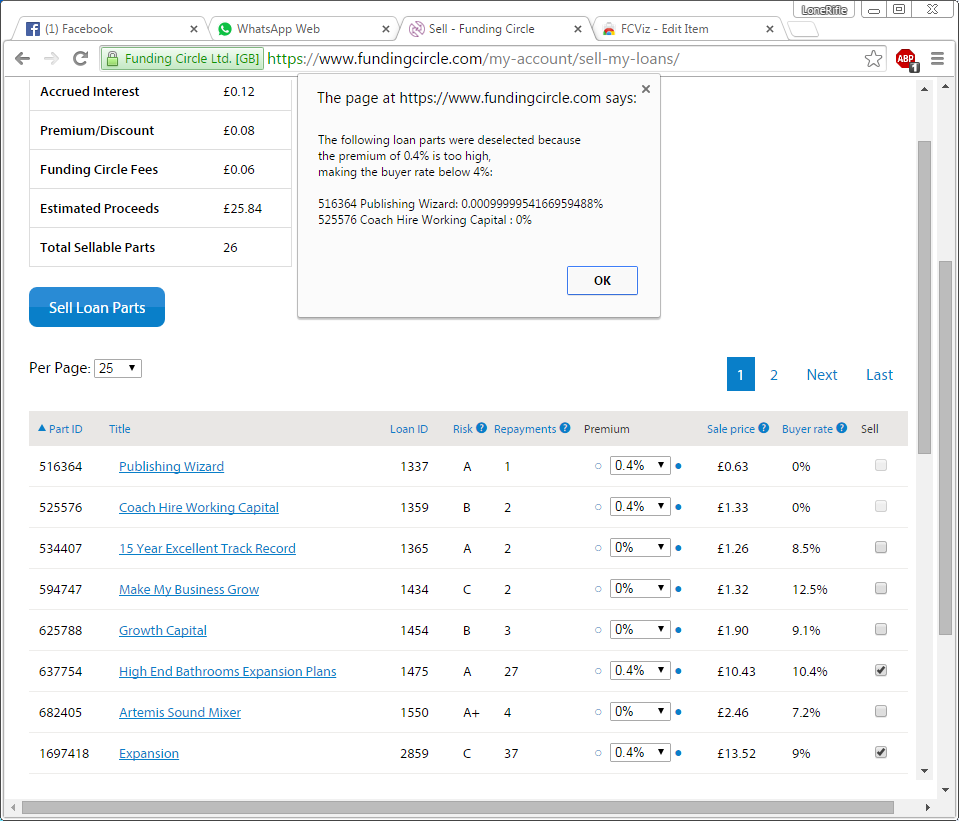 LoneRifle
(1) Facebook
WhatsApp Web
Sell - Funding Circle
FCViz - Edit Item
Funding Circle Ltd. [GB] https://www.fundingcircle.com/my-account/sell-my-loans/
ABP 1
The page at https://www.fundingcircle.com says:
The following loan parts were deselected because
the premium of 0.4% is too high,
making the buyer rate below 4%:
516364 Publishing Wizard: 0.0009999954166959488%
525576 Coach Hire Working Capital : 0%
OK
Accrued Interest £0.12
Premium/Discount £0.08
Funding Circle Fees £0.06
Estimated Proceeds £25.84
Total Sellable Parts 26
Sell Loan Parts
Per Page: 25
1 2 Next Last
Part ID Title Loan ID Risk ? Repayments ? Premium Sale price ? Buyer rate ? Sell
516364 Publishing Wizard 1337 A 1 0.4% £0.63 0%
525576 Coach Hire Working Capital 1359 B 2 0.4% £1.33 0%
534407 15 Year Excellent Track Record 1365 A 2 0% £1.26 8.5%
594747 Make My Business Grow 1434 C 2 0% £1.32 12.5%
625788 Growth Capital 1454 B 3 0% £1.90 9.1%
637754 High End Bathrooms Expansion Plans 1475 A 27 0.4% £10.43 10.4%
682405 Artemis Sound Mixer 1550 A+ 4 0% £2.46 7.2%
1697418 Expansion 2859 C 37 0.4% £13.52 9%